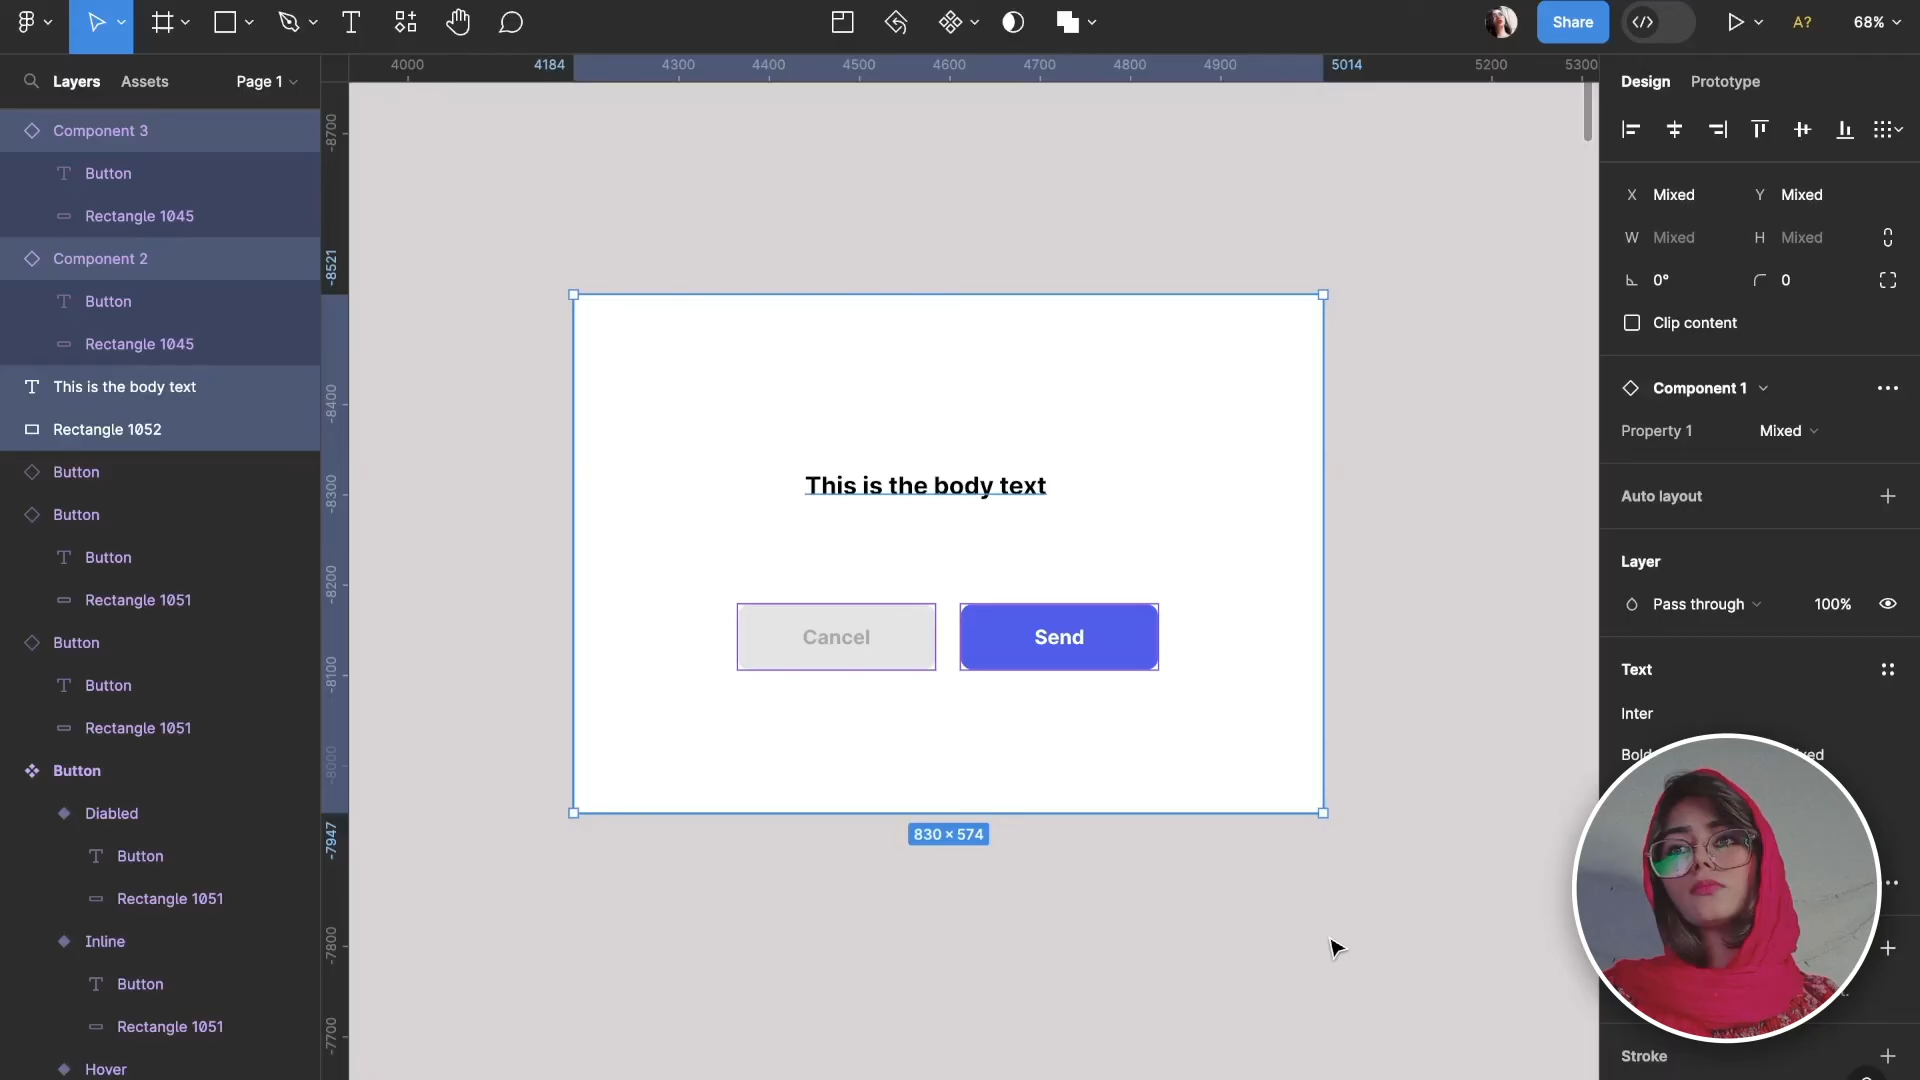 Share
A?
68%
Layers
Assets
Page 1
4000
4184
4300
4400
4500
4600
4700
4800
4900
5014
5200
5300
-8700
-8521
-8400
-8300
-8200
-8100
-8000
-7947
-7800
-7700
Component 3
Button
Rectangle 1045
Component 2
Button
Rectangle 1045
This is the body text
Rectangle 1052
Button
Button
Button
Rectangle 1051
Button
Button
Rectangle 1051
Button
Diabled
Button
Rectangle 1051
Inline
Button
Rectangle 1051
Hover
This is the body text
Cancel
Send
830 × 574
Design
Prototype
X Mixed
Y Mixed
W Mixed
H Mixed
0°
0
Clip content
Component 1
Property 1
Mixed
Auto layout
Layer
Pass through
100%
Text
Inter
Stroke